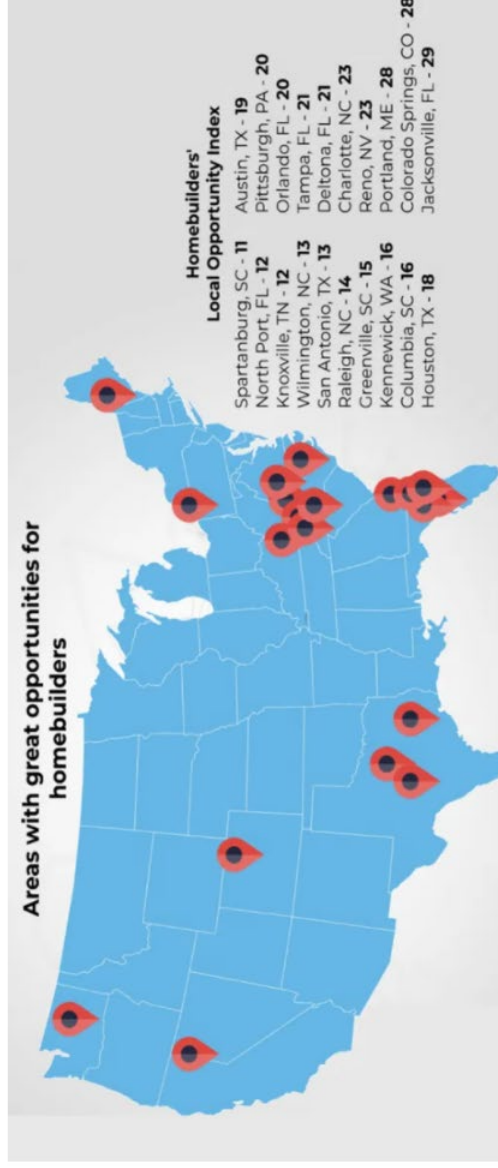 Areas with great opportunities for
homebuilders
Homebuilders'
Local Opportunity Index
Spartanburg, SC - 11
North Port, FL - 12
Knoxville, TN - 12
Wilmington, NC - 13
San Antonio, TX - 13
Raleigh, NC - 14
Greenville, SC - 15
Kennewick, WA - 16
Columbia, SC - 16
Houston, TX - 18
Austin, TX - 19
Pittsburgh, PA - 20
Orlando, FL - 20
Tampa, FL - 21
Deltona, FL - 21
Charlotte, NC - 23
Reno, NV - 23
Portland, ME - 28
Colorado Springs, CO - 28
Jacksonville, FL - 29